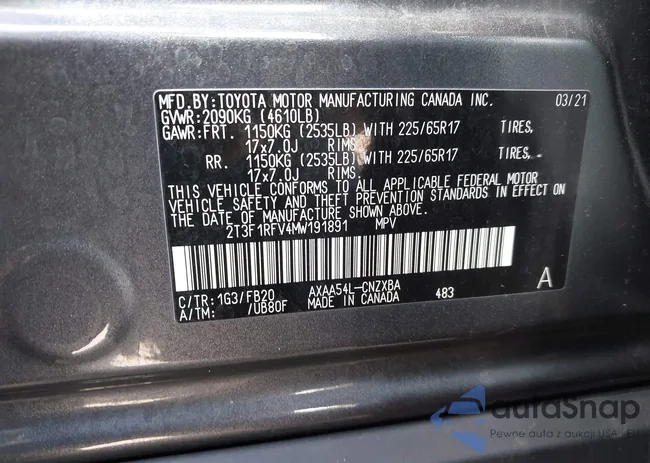 MFD.BY:TOYOTA MOTOR MANUFACTURING CANADA INC. 03/21
GVWR:2090KG (4610LB)
GAWR:FRT. 1150KG (2535LB) WITH 225/65R17 TIRES,
17x7.0J RIMS.
RR. 1150KG (2535LB) WITH 225/65R17 TIRES,
17x7.0J RIMS.
THIS VEHICLE CONFORMS TO ALL APPLICABLE FEDERAL MOTOR
VEHICLE SAFETY AND THEFT PREVENTION STANDARDS IN EFFECT ON
THE DATE OF MANUFACTURE SHOWN ABOVE.
2T3F1RFV4MW191891 MPV
C/TR: 1G3/FB20 AXAA54L-CNZXBA 483 A
A/TM: /UB80F MADE IN CANADA
autoSnap
Pewne auta z aukcji USA i EU